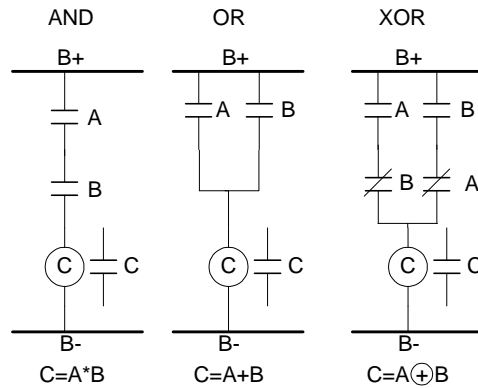 AND OR XOR
B+ B+ B+
A A B A B
B B A
C C C C C C
B- B- B-
C=A*B C=A+B C=A⊕B